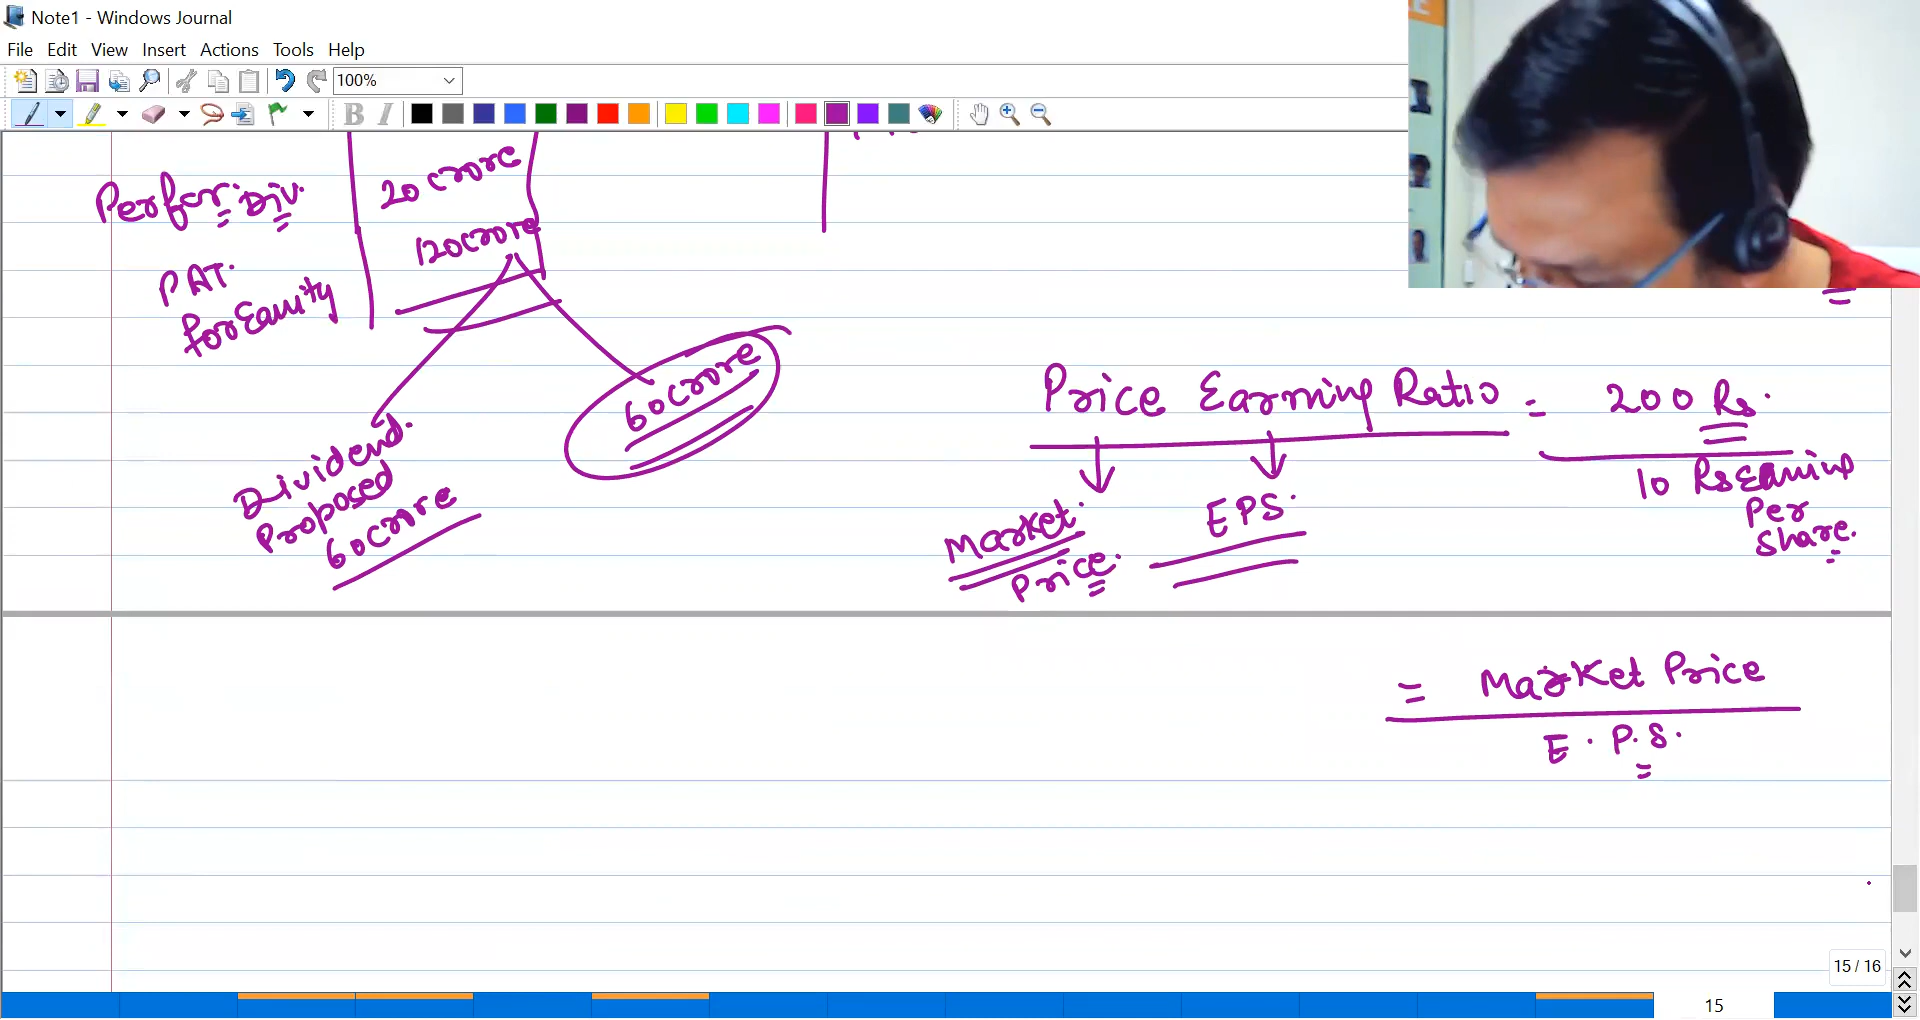 Note1 - Windows Journal
File Edit View Insert Actions Tools Help
100%
B I
20 crore
Perfar. Div.
120 crore
PAT.
for Eauity
60 crore
Dividend.
Proposed
60 crore
Price Earning Ratio = 200 Rs.
10 Rs Earning
Per
Share.
Market.
Price.
EPS.
= Market Price
E. P. S.
15 / 16
15